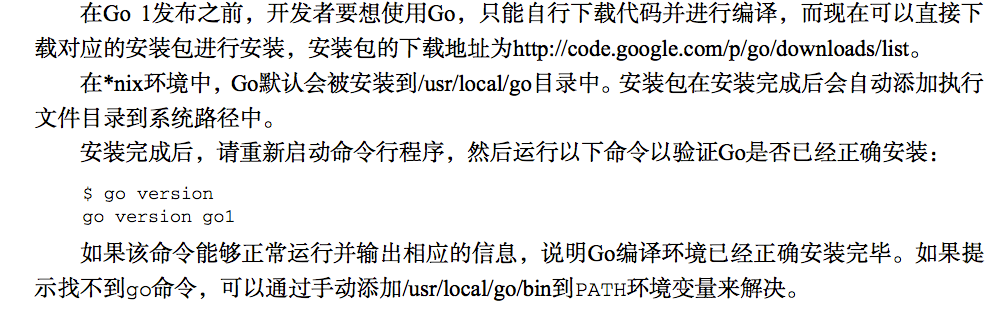 在Go 1发布之前，开发者要想使用Go，只能自行下载代码并进行编译，而现在可以直接下
载对应的安装包进行安装，安装包的下载地址为http://code.google.com/p/go/downloads/list。
在*nix环境中，Go默认会被安装到/usr/local/go目录中。安装包在安装完成后会自动添加执行
文件目录到系统路径中。
安装完成后，请重新启动命令行程序，然后运行以下命令以验证Go是否已经正确安装：
$ go version
go version go1
如果该命令能够正常运行并输出相应的信息，说明Go编译环境已经正确安装完毕。如果提
示找不到go命令，可以通过手动添加/usr/local/go/bin到PATH环境变量来解决。